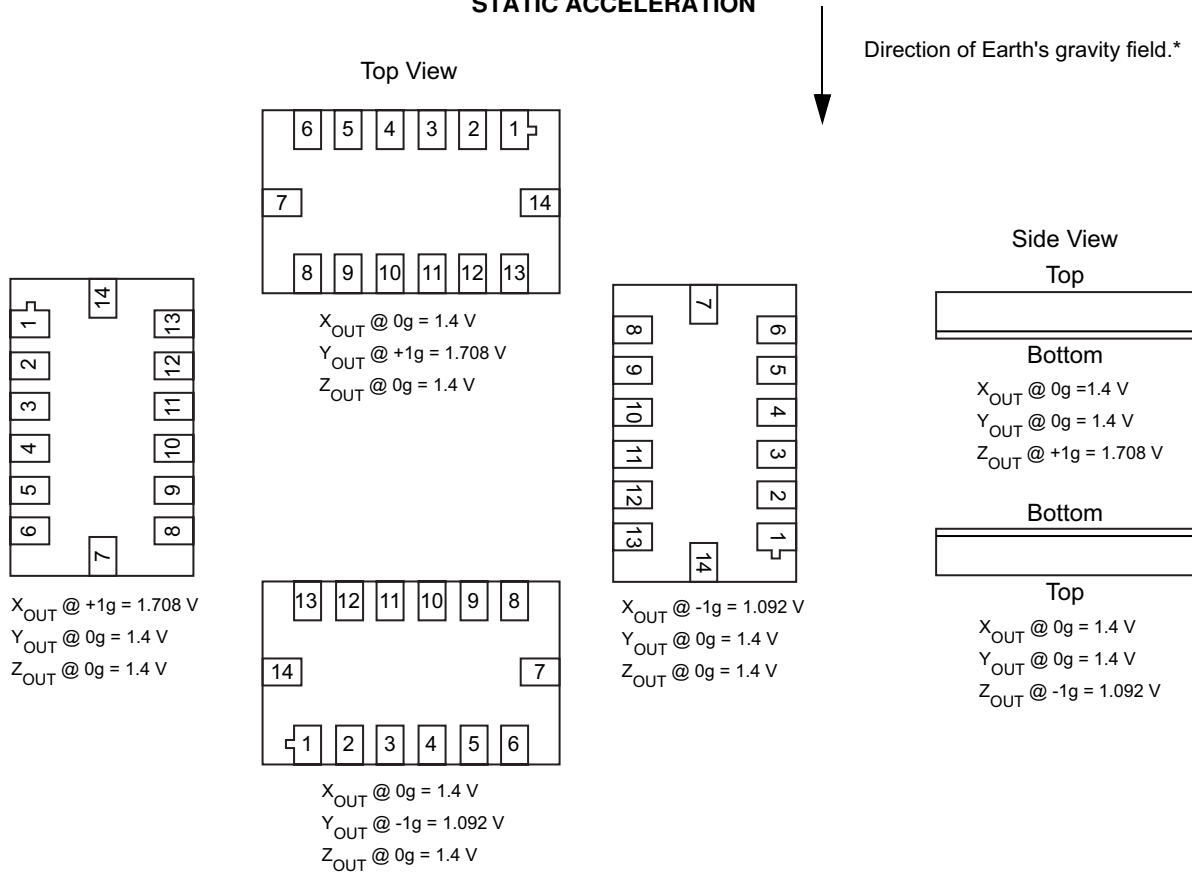 STATIC ACCELERATION
Direction of Earth's gravity field.*
Top View
6 5 4 3 2 1
7 14
8 9 10 11 12 13
X_OUT @ 0g = 1.4 V
Y_OUT @ +1g = 1.708 V
Z_OUT @ 0g = 1.4 V
14
1 13
2 12
3 11
4 10
5 9
6 8
7
X_OUT @ +1g = 1.708 V
Y_OUT @ 0g = 1.4 V
Z_OUT @ 0g = 1.4 V
7
8 6
9 5
10 4
11 3
12 2
13 1
14
X_OUT @ -1g = 1.092 V
Y_OUT @ 0g = 1.4 V
Z_OUT @ 0g = 1.4 V
13 12 11 10 9 8
14 7
1 2 3 4 5 6
X_OUT @ 0g = 1.4 V
Y_OUT @ -1g = 1.092 V
Z_OUT @ 0g = 1.4 V
Side View
Top
Bottom
X_OUT @ 0g =1.4 V
Y_OUT @ 0g = 1.4 V
Z_OUT @ +1g = 1.708 V
Bottom
Top
X_OUT @ 0g = 1.4 V
Y_OUT @ 0g = 1.4 V
Z_OUT @ -1g = 1.092 V